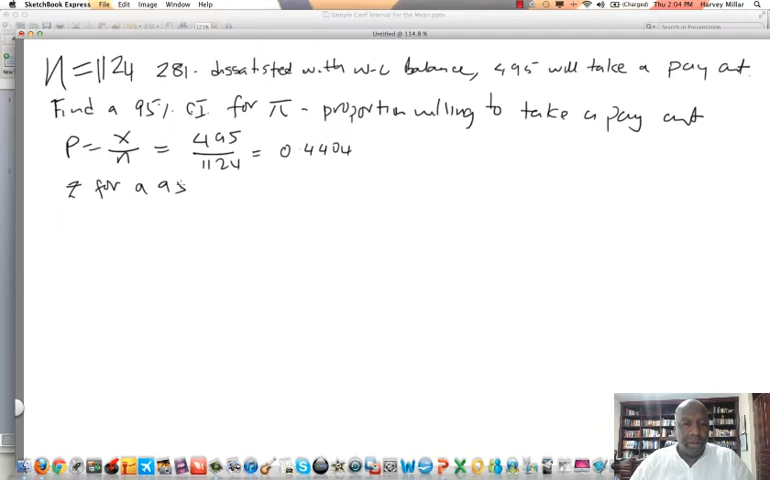 SketchBook Express File Edit Image Window Help (Charged) Thu 2:04 PM Harvey Millar
Sample Conf Interval for the Mean.pptx
Untitled @ 114.8 %
n = 1124 281 dissatisfied with W-L balance, 495 will take a pay cut.
Find a 95% CI for π - proportion willing to take a pay cut
P = x/n = 495/1124 = 0.4404
z for a 95